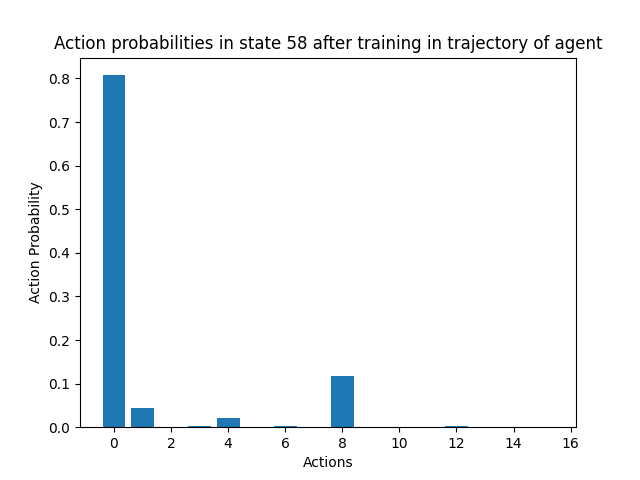 Action probabilities in state 58 after training in trajectory of agent
0.8
0.7
0.6
0.5
0.4
0.3
0.2
0.1
0.0
Action Probability
0 2 4 6 8 10 12 14 16
Actions